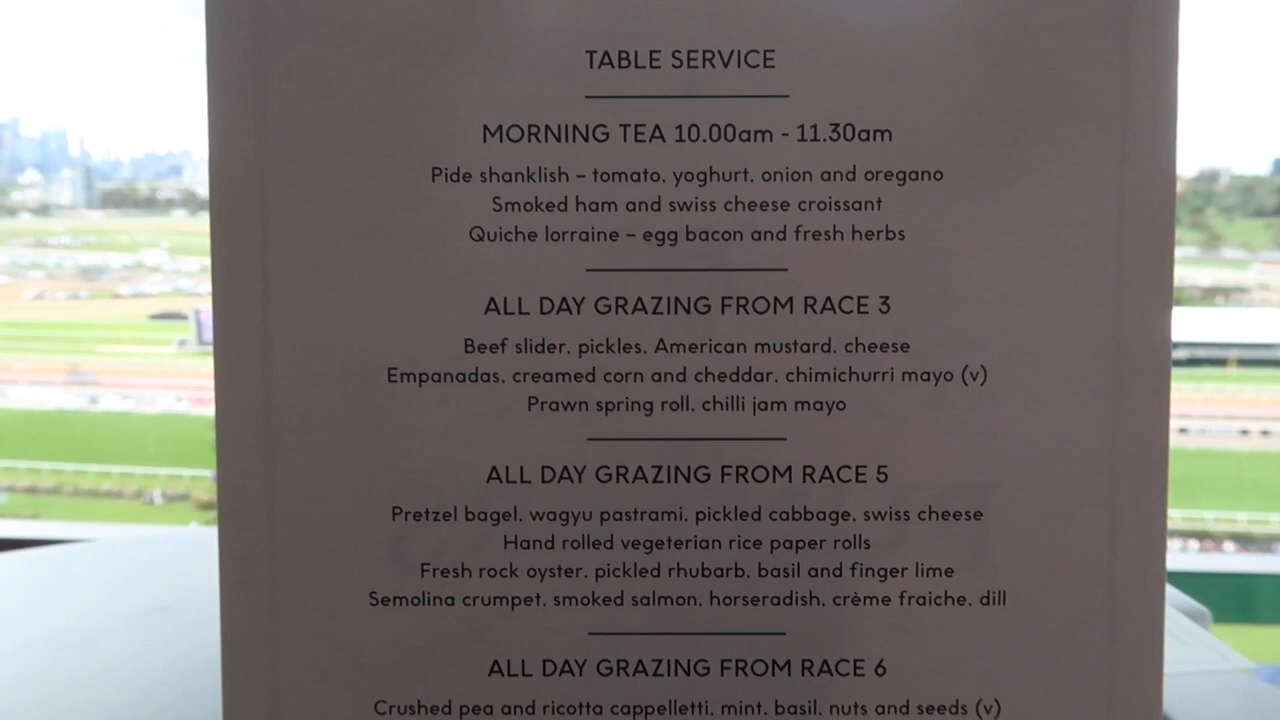 TABLE SERVICE
MORNING TEA 10.00am - 11.30am
Pide shanklish – tomato, yoghurt, onion and oregano
Smoked ham and swiss cheese croissant
Quiche lorraine – egg bacon and fresh herbs
ALL DAY GRAZING FROM RACE 3
Beef slider, pickles, American mustard, cheese
Empanadas, creamed corn and cheddar, chimichurri mayo (v)
Prawn spring roll, chilli jam mayo
ALL DAY GRAZING FROM RACE 5
Pretzel bagel, wagyu pastrami, pickled cabbage, swiss cheese
Hand rolled vegeterian rice paper rolls
Fresh rock oyster, pickled rhubarb, basil and finger lime
Semolina crumpet, smoked salmon, horseradish, crème fraiche, dill
ALL DAY GRAZING FROM RACE 6
Crushed pea and ricotta cappelletti, mint, basil, nuts and seeds (v)